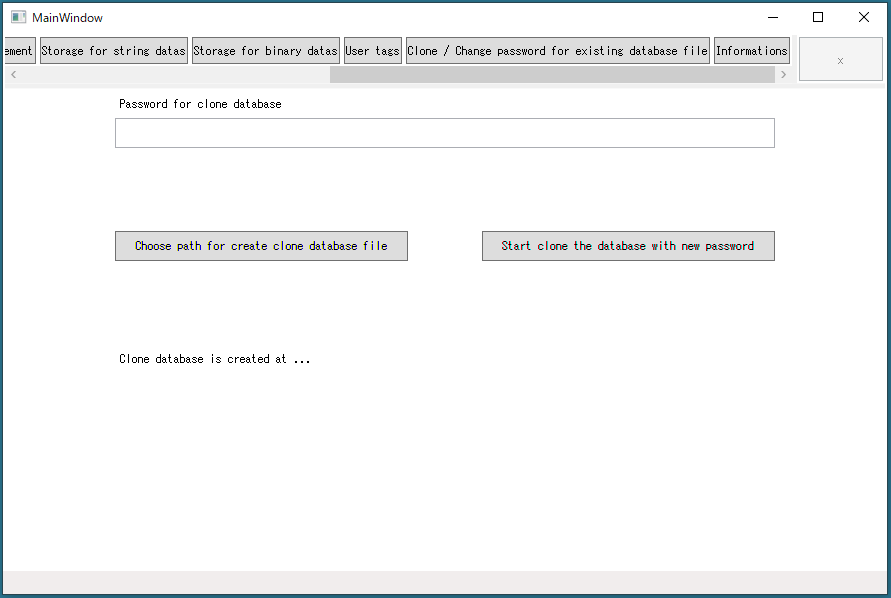 MainWindow
ement Storage for string datas Storage for binary datas User tags Clone / Change password for existing database file Informations x
Password for clone database
Choose path for create clone database file Start clone the database with new password
Clone database is created at ...